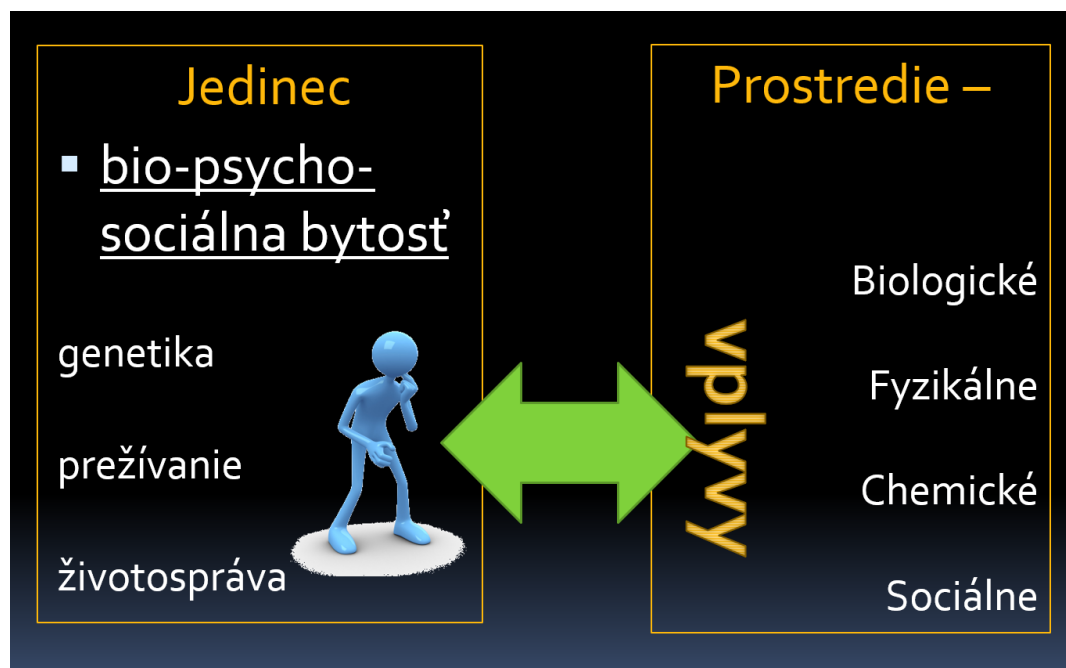 Jedinec
bio-psycho-
sociálna bytosť
genetika
prežívanie
životospráva
Prostredie –
vplyvy
Biologické
Fyzikálne
Chemické
Sociálne